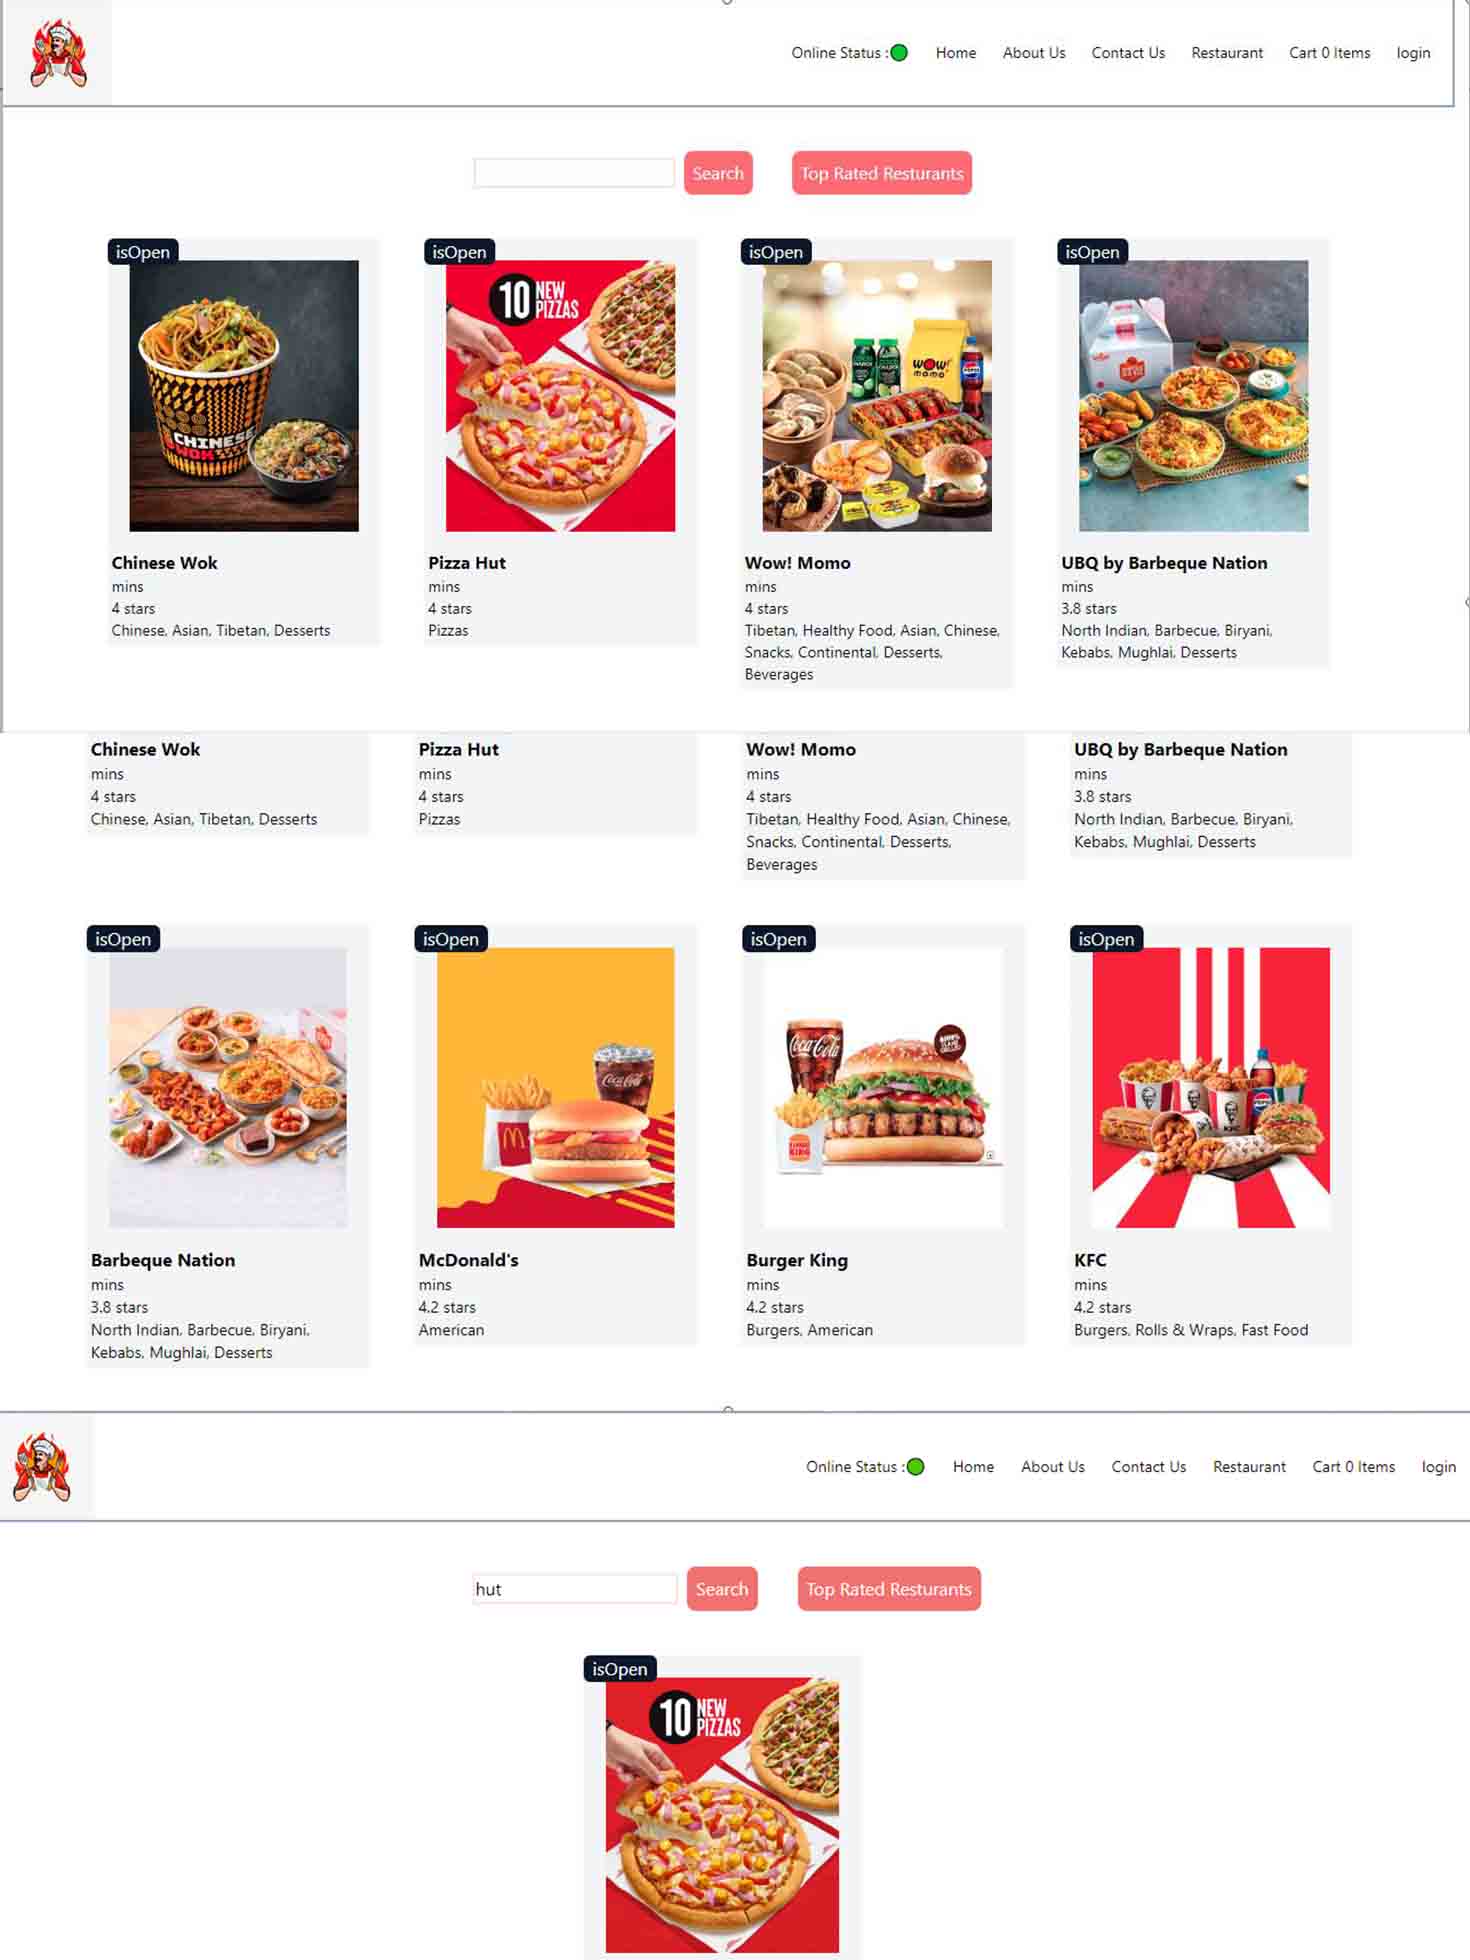 Online Status : Home About Us Contact Us Restaurant Cart 0 Items login
Search Top Rated Resturants
isOpen isOpen isOpen isOpen
10 NEW PIZZAS
WOW! momo
CHINESE WOK
Chinese Wok
mins
4 stars
Chinese, Asian, Tibetan, Desserts
Pizza Hut
mins
4 stars
Pizzas
Wow! Momo
mins
4 stars
Tibetan, Healthy Food, Asian, Chinese,
Snacks, Continental, Desserts,
Beverages
UBQ by Barbeque Nation
mins
3.8 stars
North Indian, Barbecue, Biryani,
Kebabs, Mughlai, Desserts
Chinese Wok
mins
4 stars
Chinese, Asian, Tibetan, Desserts
Pizza Hut
mins
4 stars
Pizzas
Wow! Momo
mins
4 stars
Tibetan, Healthy Food, Asian, Chinese,
Snacks, Continental, Desserts,
Beverages
UBQ by Barbeque Nation
mins
3.8 stars
North Indian, Barbecue, Biryani,
Kebabs, Mughlai, Desserts
isOpen isOpen isOpen isOpen
Coca-Cola
Coca-Cola
BURGER KING
pepsi
KFC
Barbeque Nation
mins
3.8 stars
North Indian, Barbecue, Biryani,
Kebabs, Mughlai, Desserts
McDonald's
mins
4.2 stars
American
Burger King
mins
4.2 stars
Burgers, American
KFC
mins
4.2 stars
Burgers, Rolls & Wraps, Fast Food
Online Status : Home About Us Contact Us Restaurant Cart 0 Items login
hut Search Top Rated Resturants
isOpen
10 NEW PIZZAS